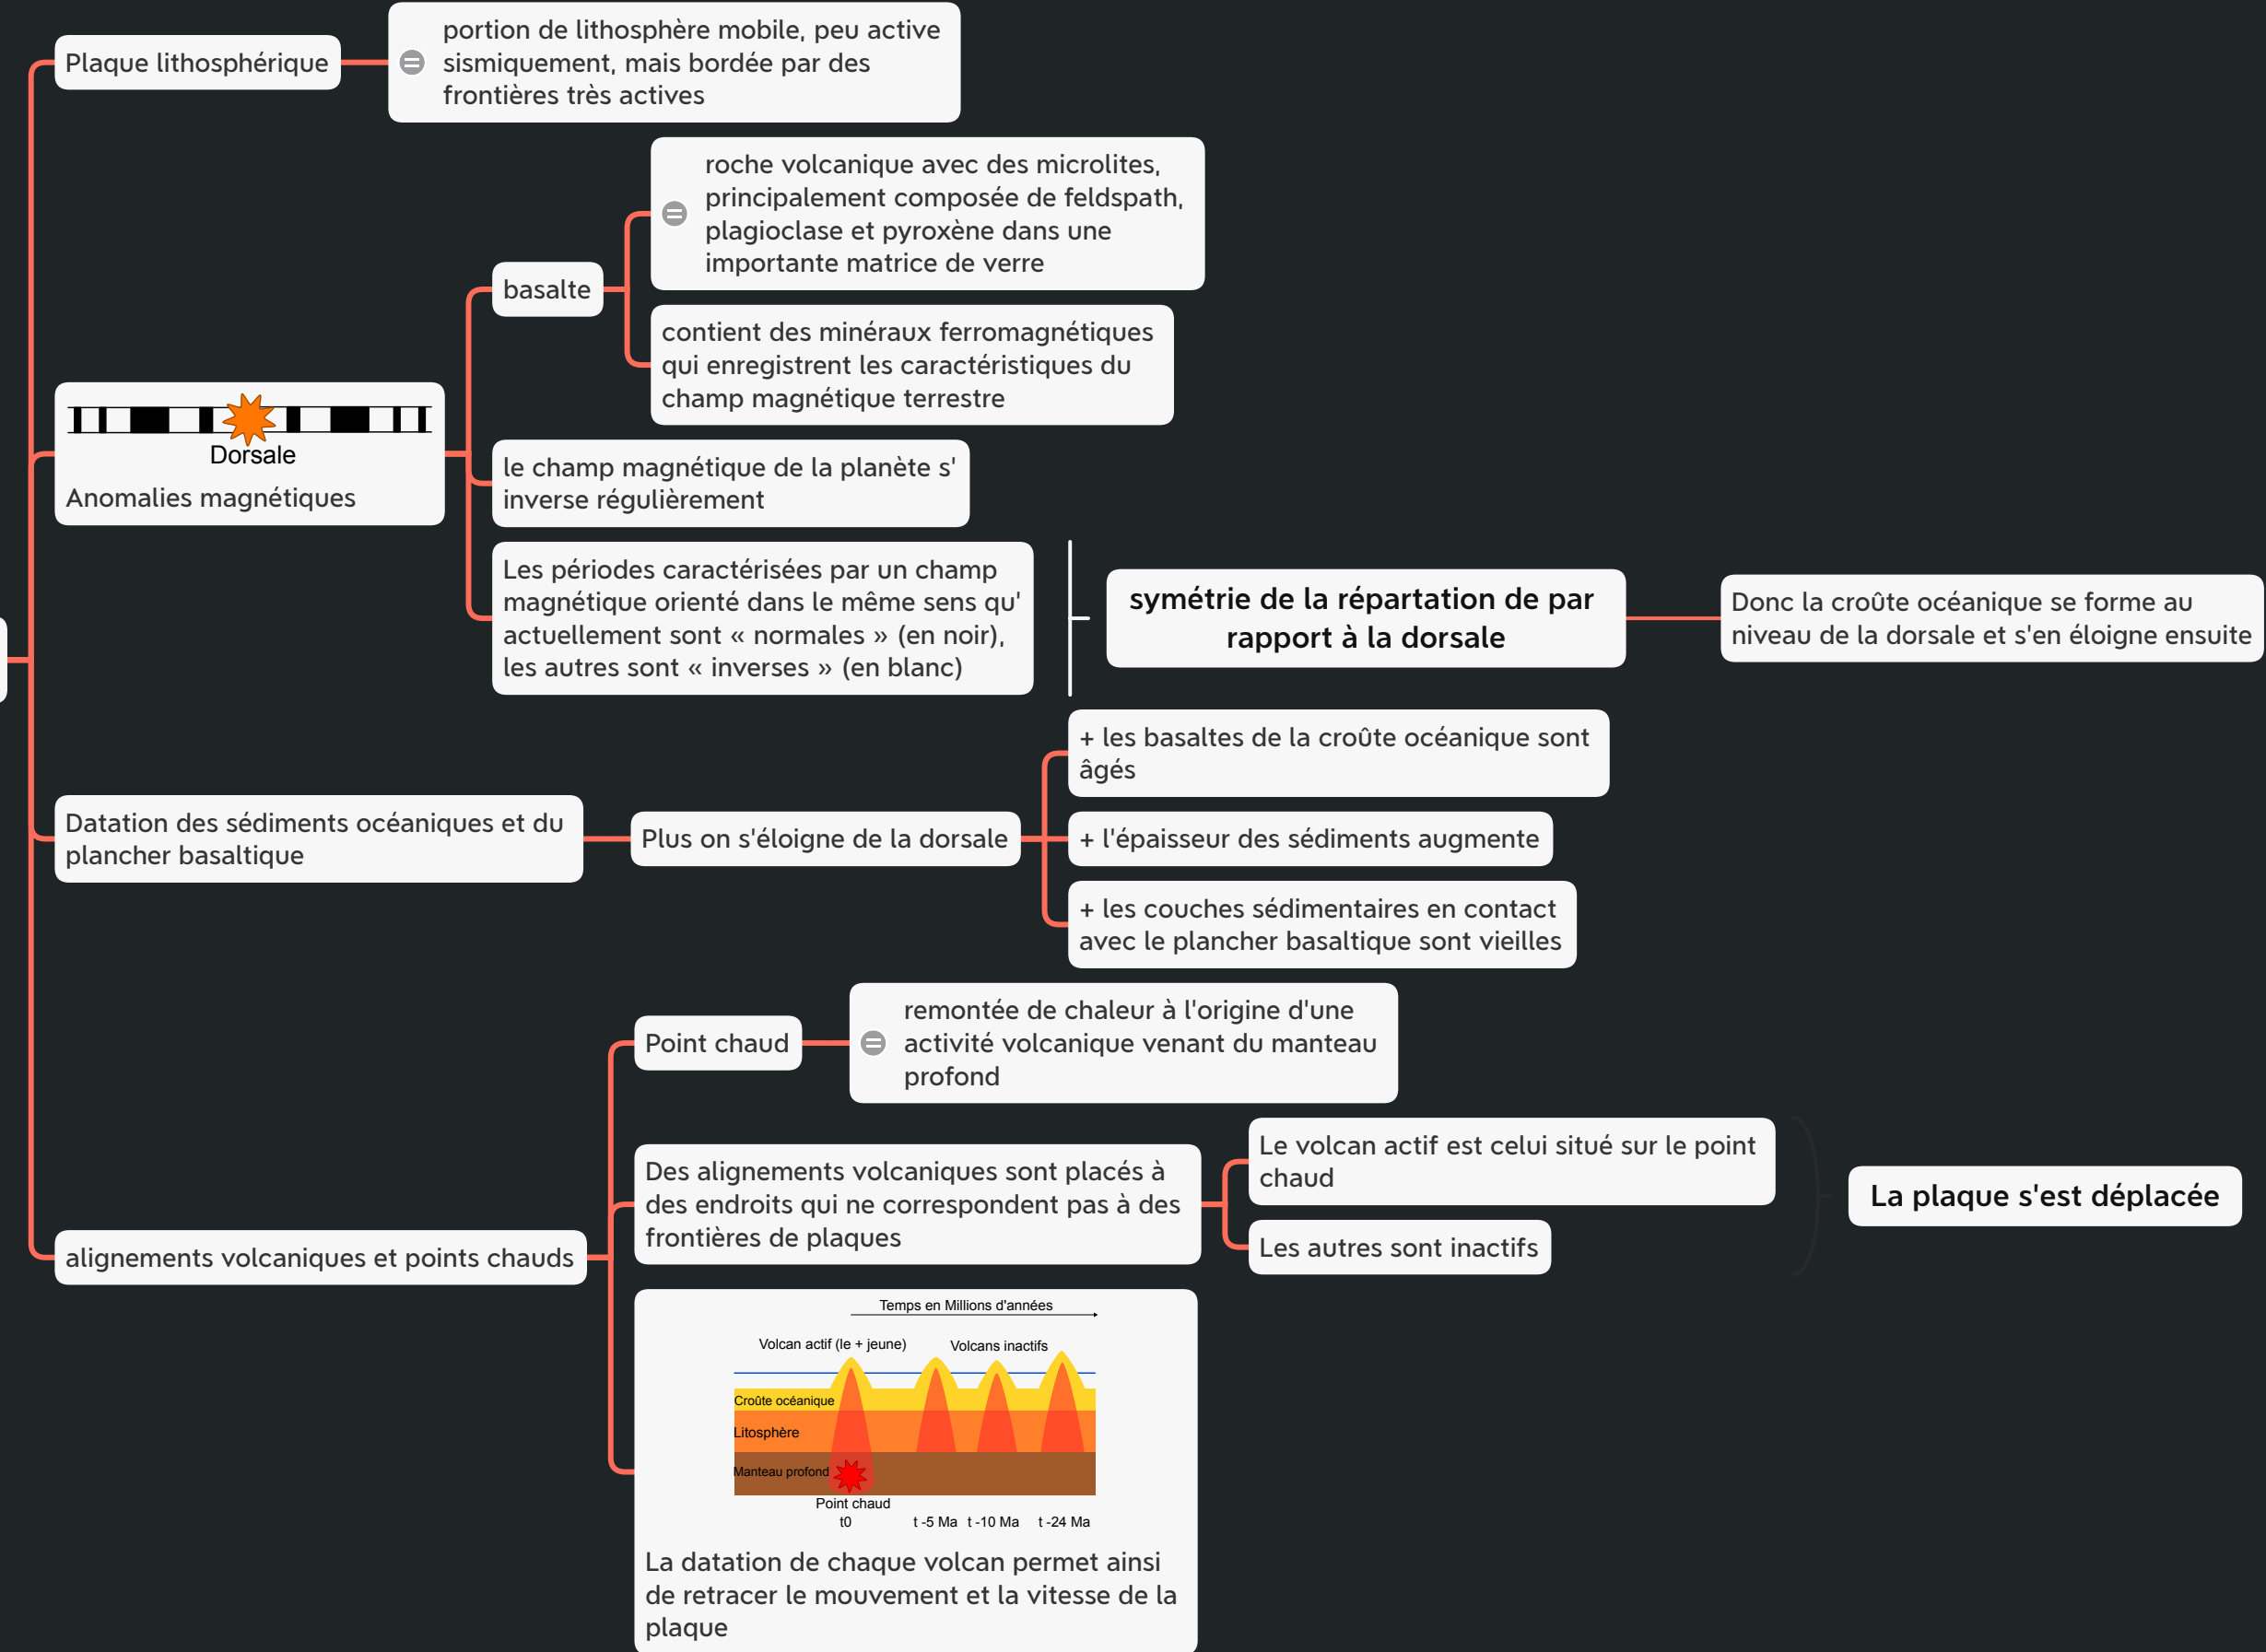 Plaque lithosphérique
portion de lithosphère mobile, peu active
sismiquement, mais bordée par des
frontières très actives
Dorsale
Anomalies magnétiques
basalte
roche volcanique avec des microlites,
principalement composée de feldspath,
plagioclase et pyroxène dans une
importante matrice de verre
contient des minéraux ferromagnétiques
qui enregistrent les caractéristiques du
champ magnétique terrestre
le champ magnétique de la planète s'
inverse régulièrement
Les périodes caractérisées par un champ
magnétique orienté dans le même sens qu'
actuellement sont « normales » (en noir),
les autres sont « inverses » (en blanc)
symétrie de la répartation de par
rapport à la dorsale
Donc la croûte océanique se forme au
niveau de la dorsale et s'en éloigne ensuite
Datation des sédiments océaniques et du
plancher basaltique
Plus on s'éloigne de la dorsale
+ les basaltes de la croûte océanique sont
âgés
+ l'épaisseur des sédiments augmente
+ les couches sédimentaires en contact
avec le plancher basaltique sont vieilles
alignements volcaniques et points chauds
Point chaud
remontée de chaleur à l'origine d'une
activité volcanique venant du manteau
profond
Des alignements volcaniques sont placés à
des endroits qui ne correspondent pas à des
frontières de plaques
Le volcan actif est celui situé sur le point
chaud
Les autres sont inactifs
La plaque s'est déplacée
Temps en Millions d'années
Volcan actif (le + jeune)
Volcans inactifs
Croûte océanique
Litosphère
Manteau profond
Point chaud
t0
t -5 Ma
t -10 Ma
t -24 Ma
La datation de chaque volcan permet ainsi
de retracer le mouvement et la vitesse de la
plaque